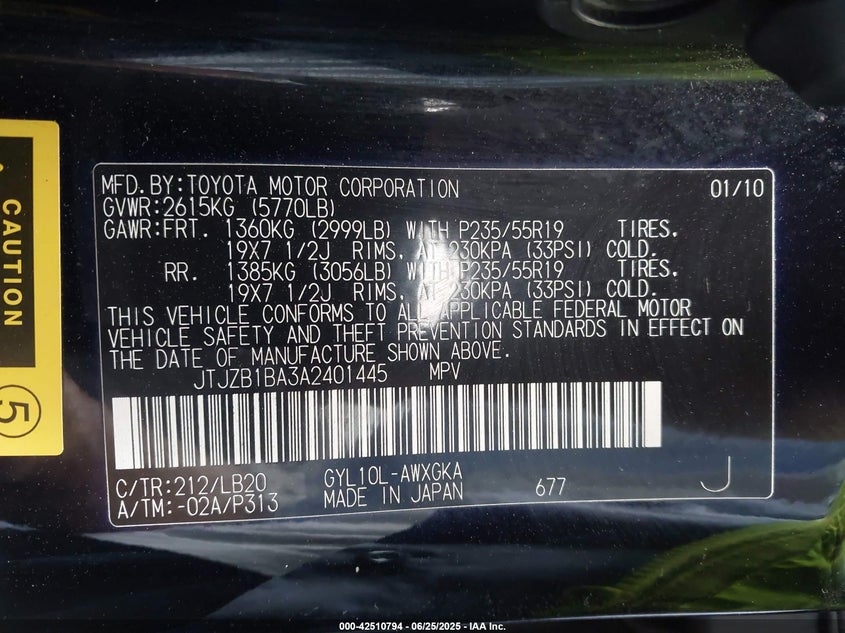 CAUTION
5
MFD.BY:TOYOTA MOTOR CORPORATION 01/10
GVWR:2615KG (5770LB)
GAWR:FRT. 1360KG (2999LB) WITH P235/55R19 TIRES,
19X7 1/2J RIMS, AT 230KPA (33PSI) COLD.
RR. 1385KG (3056LB) WITH P235/55R19 TIRES,
19X7 1/2J RIMS, AT 230KPA (33PSI) COLD.
THIS VEHICLE CONFORMS TO ALL APPLICABLE FEDERAL MOTOR
VEHICLE SAFETY AND THEFT PREVENTION STANDARDS IN EFFECT ON
THE DATE OF MANUFACTURE SHOWN ABOVE.
JTJZB1BA3A2401445 MPV
C/TR:212/LB20 GYL10L-AWXGKA 677 J
A/TM:-02A/P313 MADE IN JAPAN
000-42510794 - 06/25/2025 - IAA Inc.